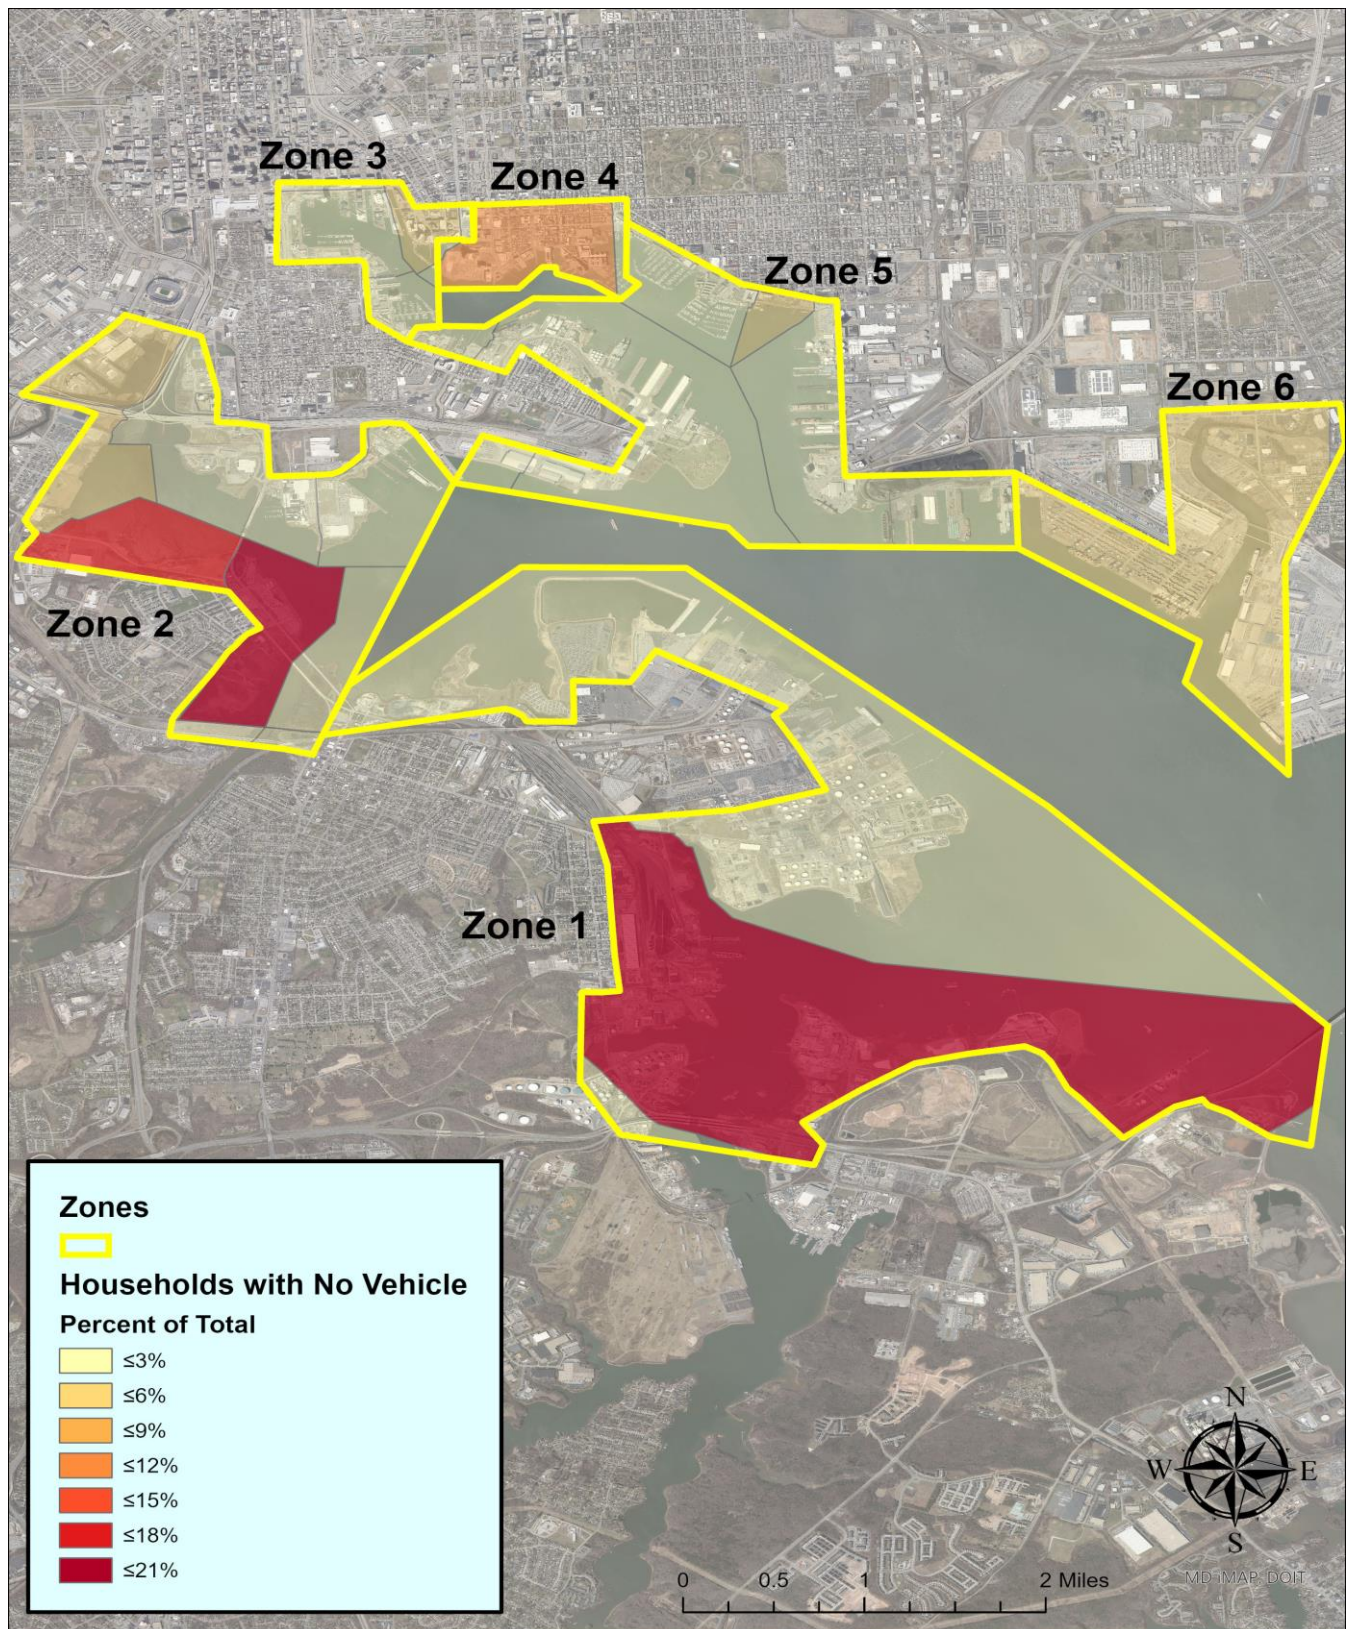 Zone 3
Zone 4
Zone 5
Zone 6
Zone 2
Zone 1
Zones
Households with No Vehicle
Percent of Total
≤3%
≤6%
≤9%
≤12%
≤15%
≤18%
≤21%
N
W E
S
0 0.5 1 2 Miles
MD iMAP, DOIT